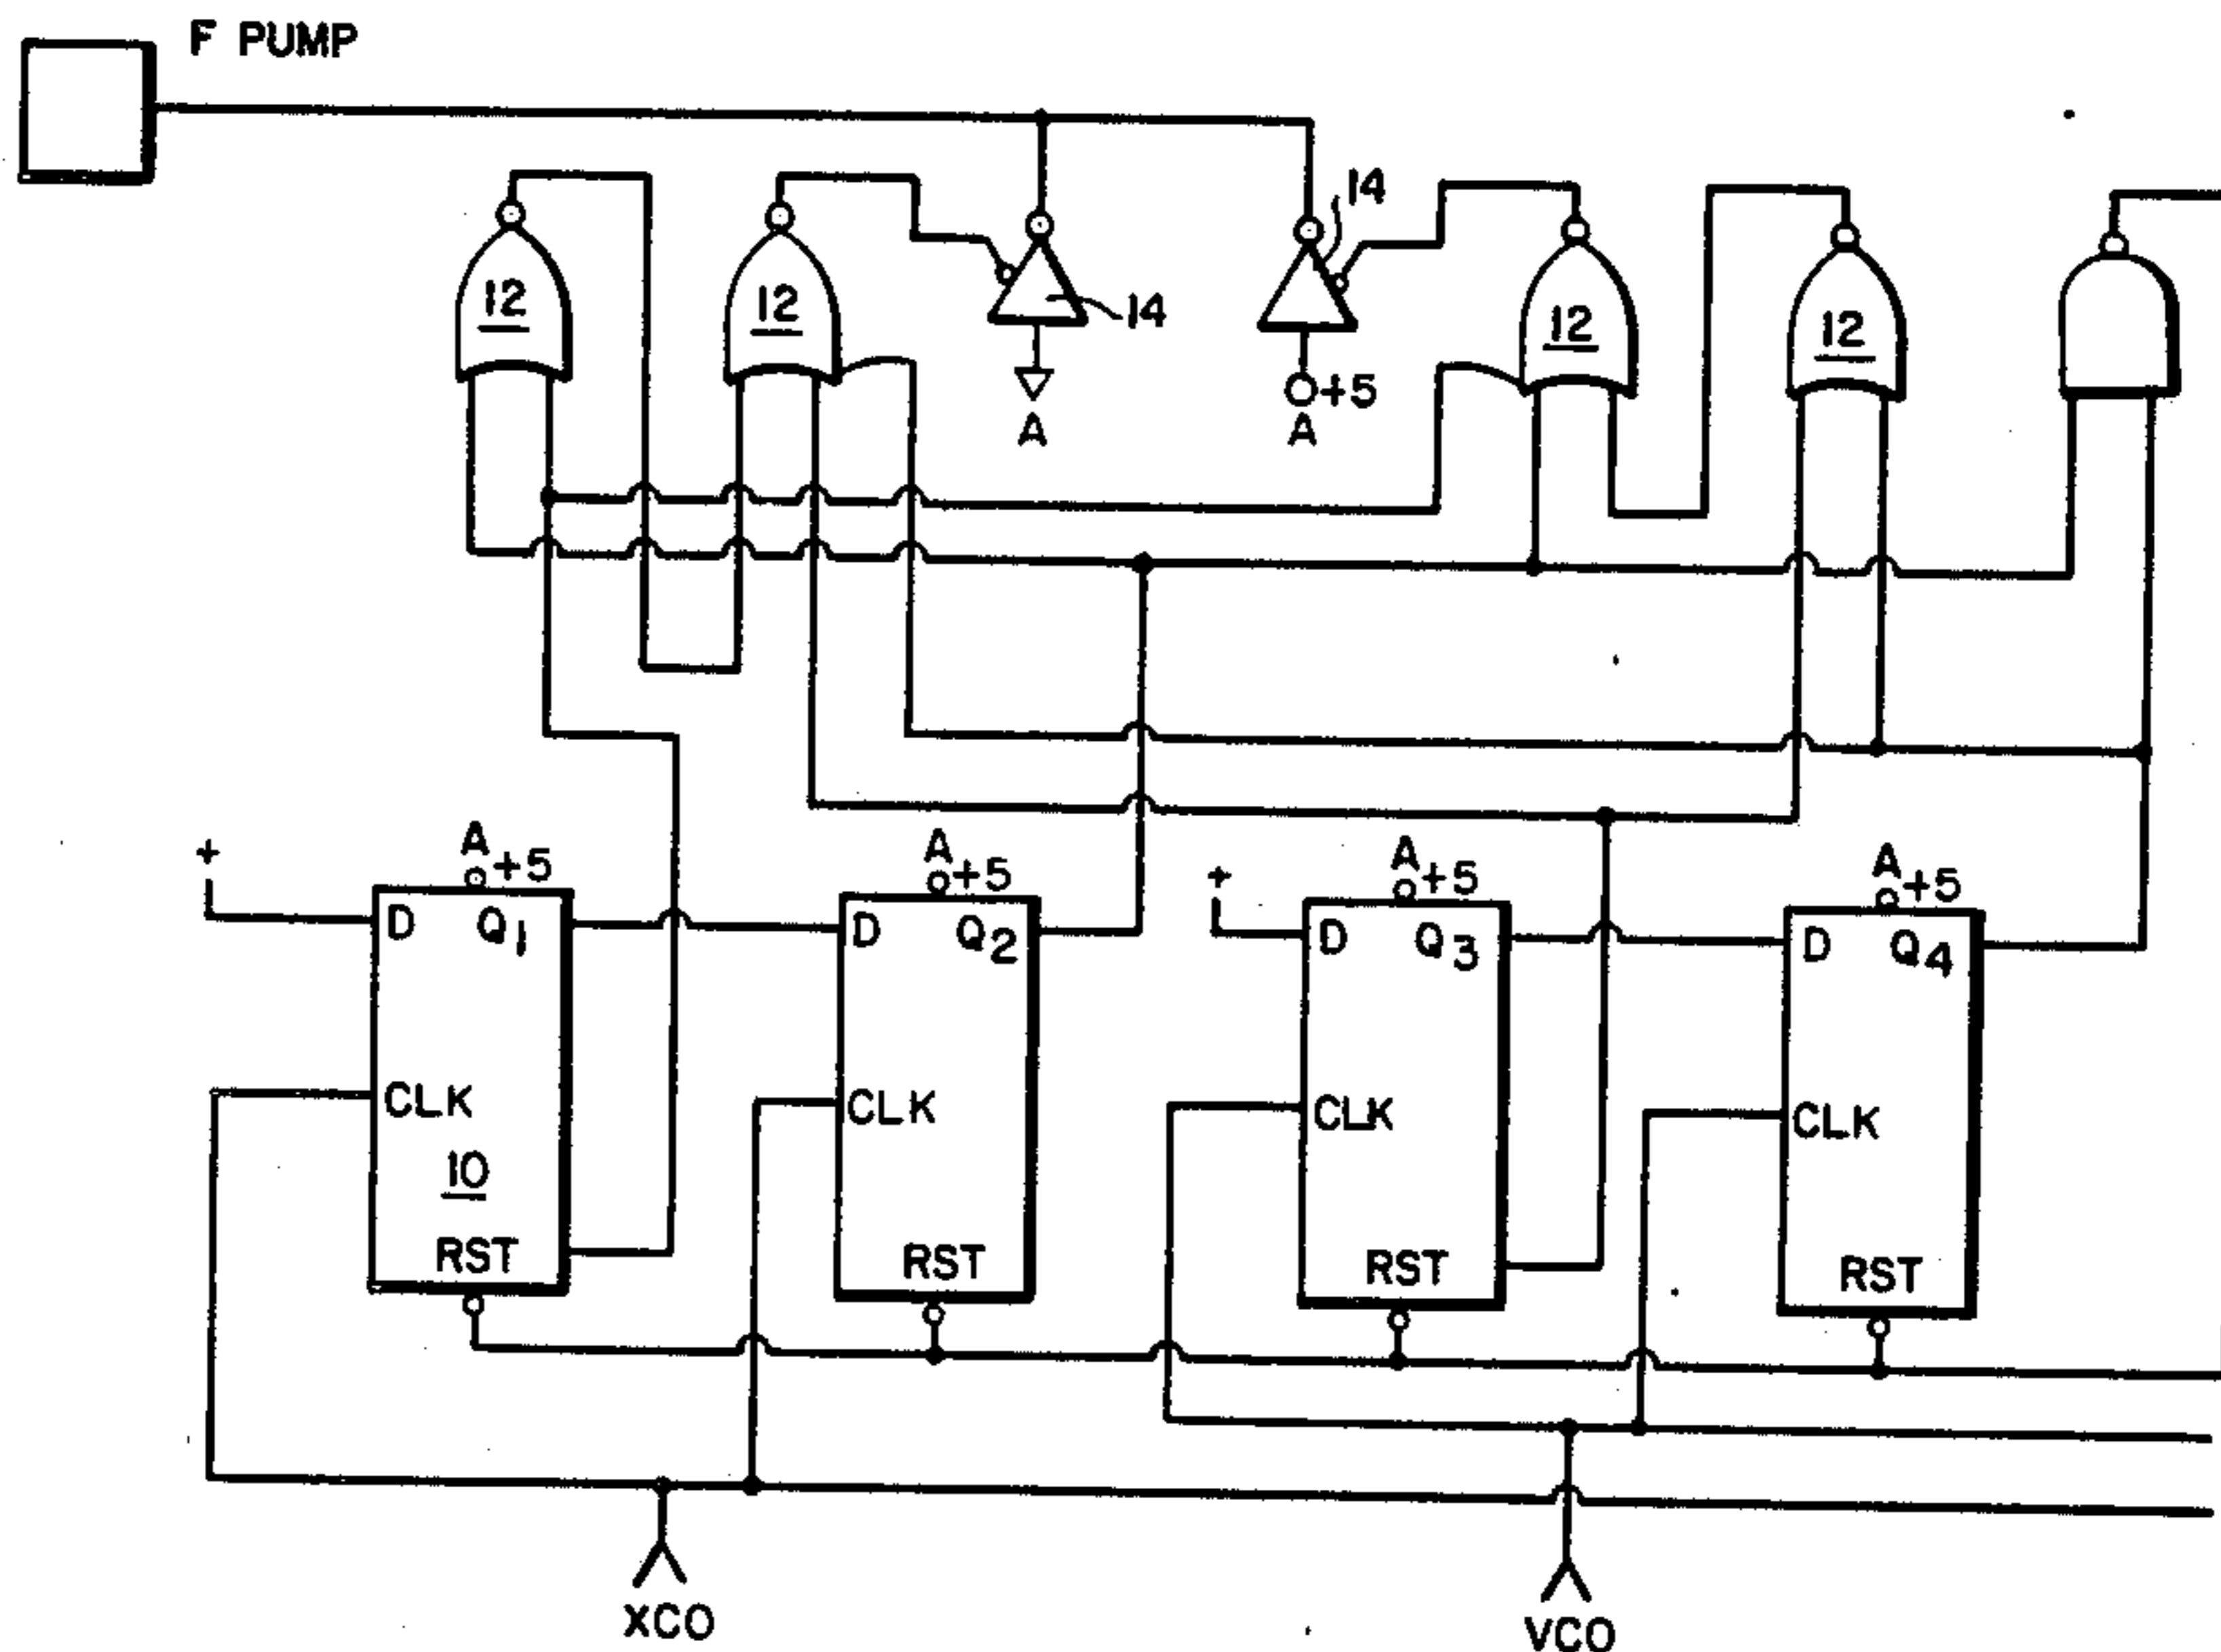 F PUMP
14
12
12
14
12
12
+5
A
A
+
A
+5
A
+5
+
A
+5
A
+5
D
Q1
D
Q2
D
Q3
D
Q4
CLK
CLK
CLK
CLK
10
RST
RST
RST
RST
XCO
VCO